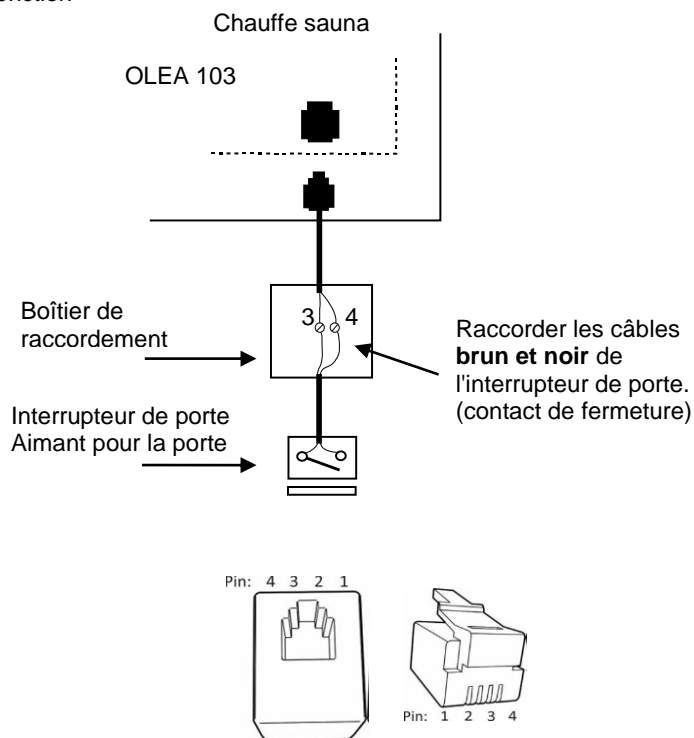 Chauffe sauna
OLEA 103
3 4
Boîtier de
raccordement
Raccorder les câbles
brun et noir de
l'interrupteur de porte.
(contact de fermeture)
Interrupteur de porte
Aimant pour la porte
Pin: 4 3 2 1
Pin: 1 2 3 4